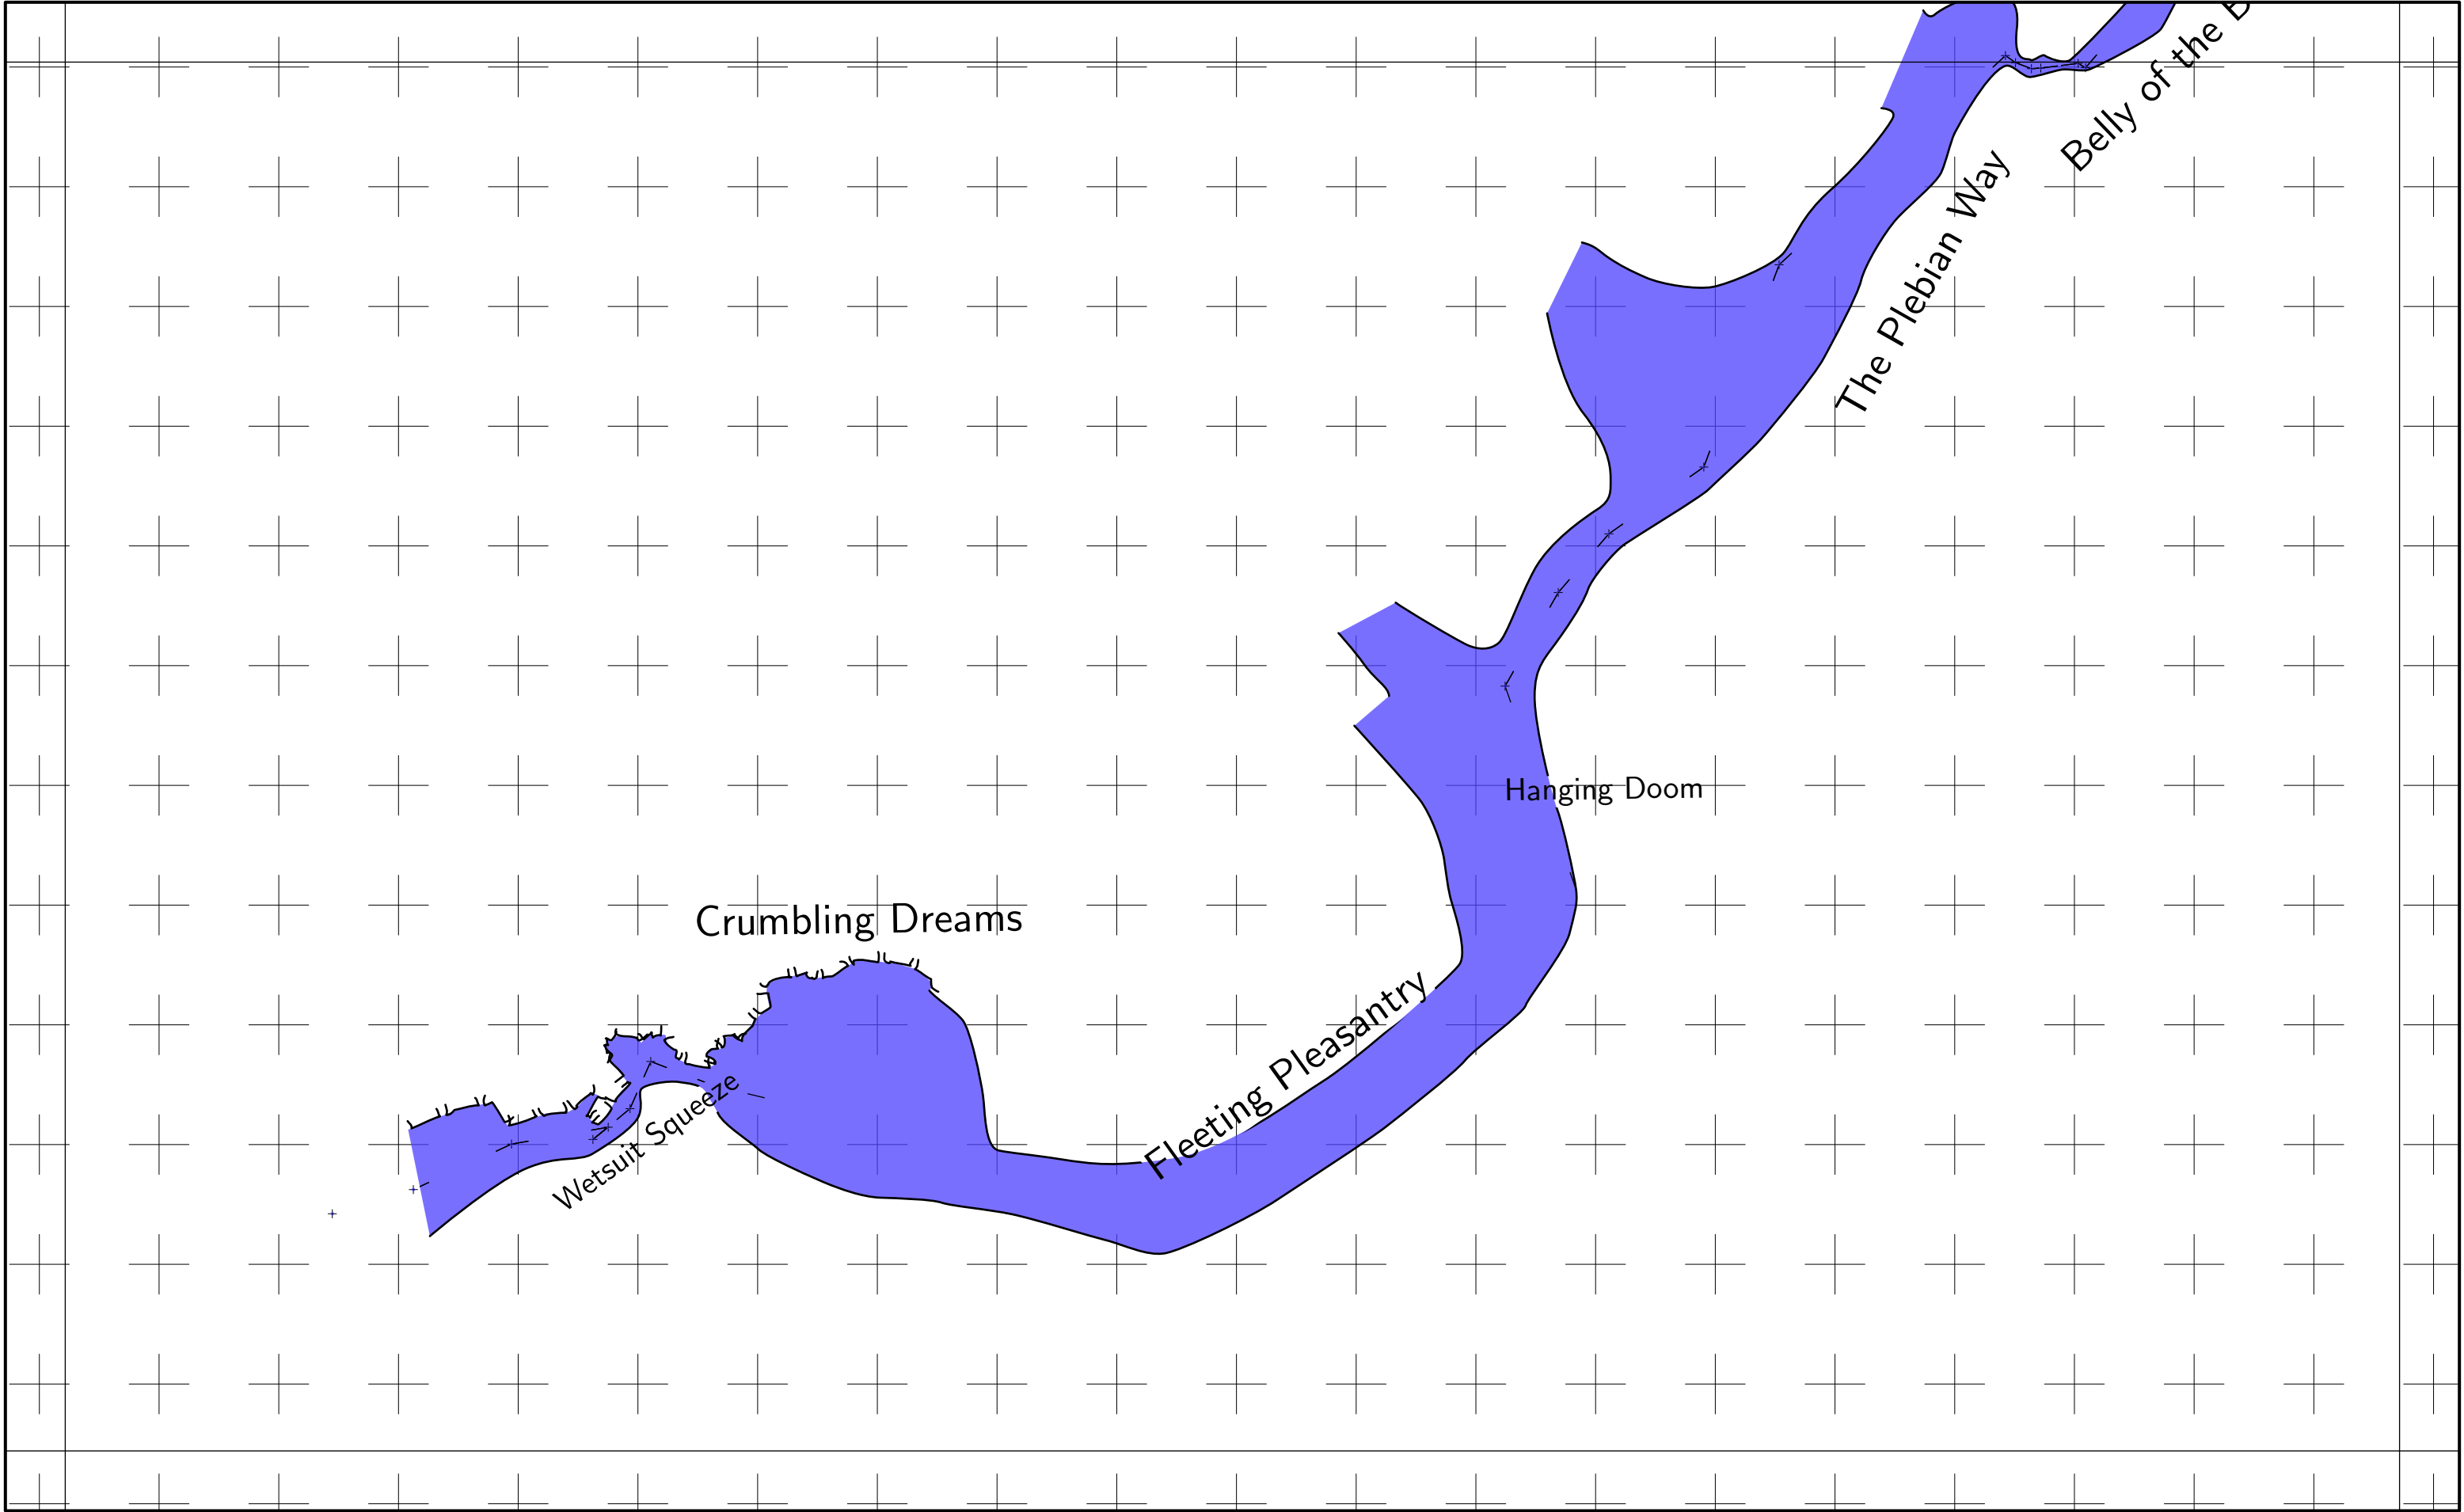 Belly of the
The Plebian Way
Hanging Doom
Crumbling Dreams
Fleeting Pleasantry
Wetsuit Squeeze